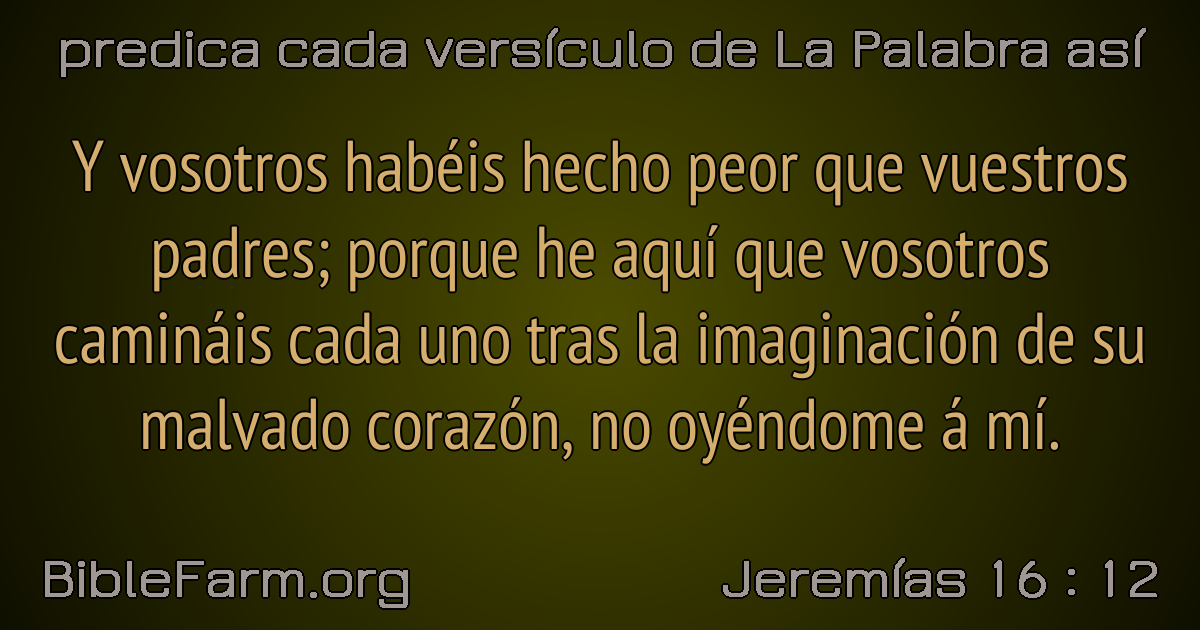 predica cada versículo de La Palabra así
Y vosotros habéis hecho peor que vuestros
padres; porque he aquí que vosotros
camináis cada uno tras la imaginación de su
malvado corazón, no oyéndome á mí.
BibleFarm.org
Jeremías 16 : 12